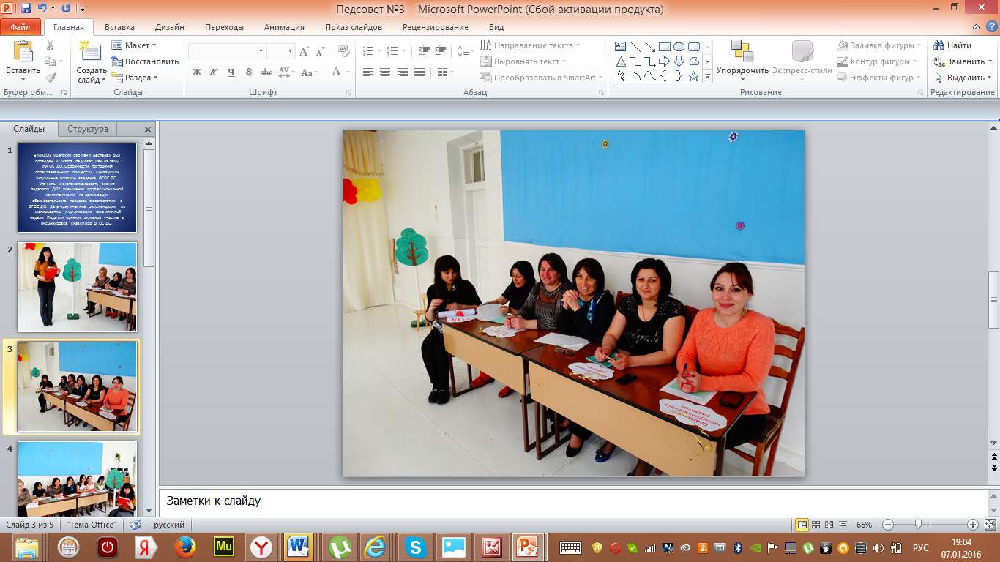 Педсовет №3 - Microsoft PowerPoint (Сбой активации продукта)
Файл Главная Вставка Дизайн Переходы Анимация Показ слайдов Рецензирование Вид
Вставить
Буфер обм...
Создать слайд
Макет
Восстановить
Раздел
Слайды
Ж К Ч S abc AV Aa А
Шрифт
Направление текста
Выровнять текст
Преобразовать в SmartArt
Абзац
Упорядочить
Экспресс-стили
Заливка фигуры
Контур фигуры
Эффекты фигур
Рисование
Найти
Заменить
Выделить
Редактирование
Слайды Структура
1
В МКДОУ «Детский сад №4 г. Беслана» был
проведен 31 марта педсовет №3 на тему
«ФГОС ДО. Особенности построения
образовательного процесса». Прозвучали
актуальные вопросы введения ФГОС ДО.
Уточнить и систематизировать знания
педагогов ДОУ, повышение профессиональной
компетентности по организации
образовательного процесса в соответствии с
ФГОС ДО. Дать практические рекомендации по
планированию и организации тематической
недели. Педагоги приняли активное участие в
инсценировке сказки про ФГОС ДО.
2
3
4
Социально
коммуникативное
развитие
Заметки к слайду
Слайд 3 из 5 "Тема Office" русский 66%
РУС
19:04
07.01.2016